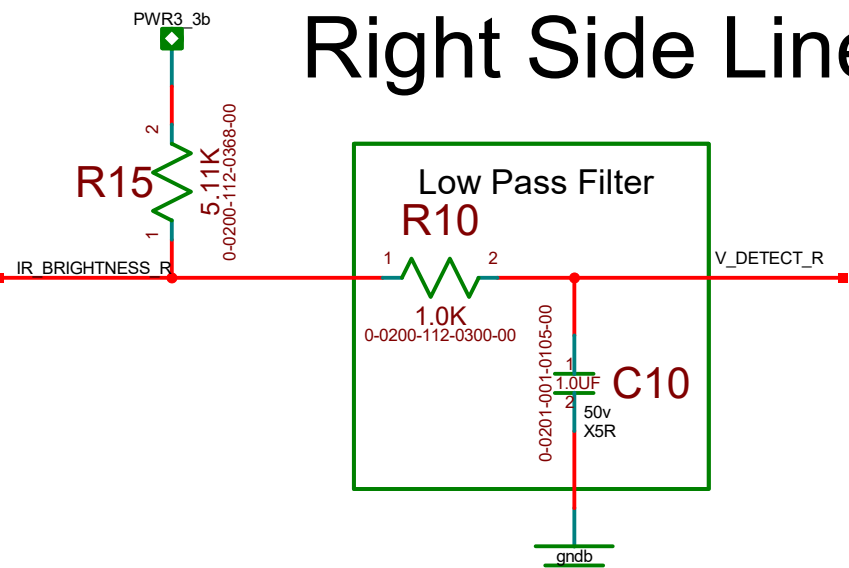 PWR3_3b
Right Side Line
2
R15
5.11K
0-0200-112-0368-00
1
IR_BRIGHTNESS_R
Low Pass Filter
R10
1
2
1.0K
0-0200-112-0300-00
V_DETECT_R
0-0201-001-0105-00
1
1.0UF
2
C10
50v
X5R
gndb